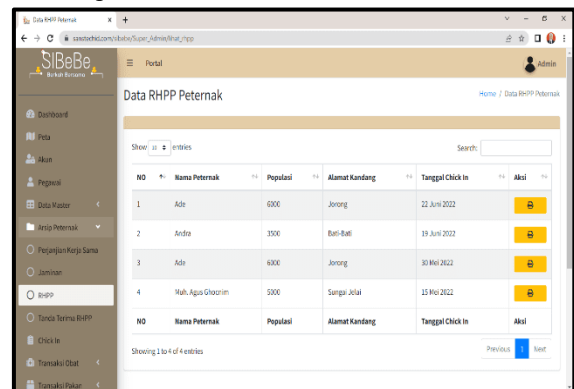 Data RHPP Peternak
sanstechid.com/sibebe/Super_Admin/lihat_rhpp
SIBeBe
Berkah Bersama
Portal
Admin
Data RHPP Peternak
Home / Data RHPP Peternak
Dashboard
Peta
Akun
Pegawai
Data Master
Arsip Peternak
Perjanjian Kerja Sama
Jaminan
RHPP
Tanda Terima RHPP
Chick In
Transaksi Obat
Transaksi Pakan
Show 10 entries
Search:
NO Nama Peternak Populasi Alamat Kandang Tanggal Chick In Aksi
1 Ade 6000 Jorong 22 Juni 2022
2 Andra 3500 Bati-Bati 19 Juni 2022
3 Ade 6000 Jorong 30 Mei 2022
4 Muh. Agus Ghocnim 5000 Sungai Jelai 15 Mei 2022
NO Nama Peternak Populasi Alamat Kandang Tanggal Chick In Aksi
Showing 1 to 4 of 4 entries
Previous 1 Next